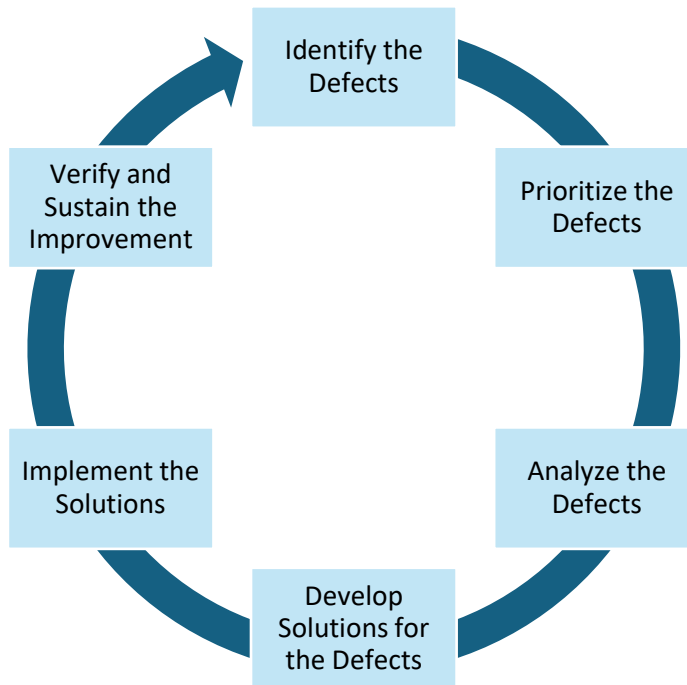 Identify the
Defects
Prioritize the
Defects
Analyze the
Defects
Develop
Solutions for
the Defects
Implement the
Solutions
Verify and
Sustain the
Improvement